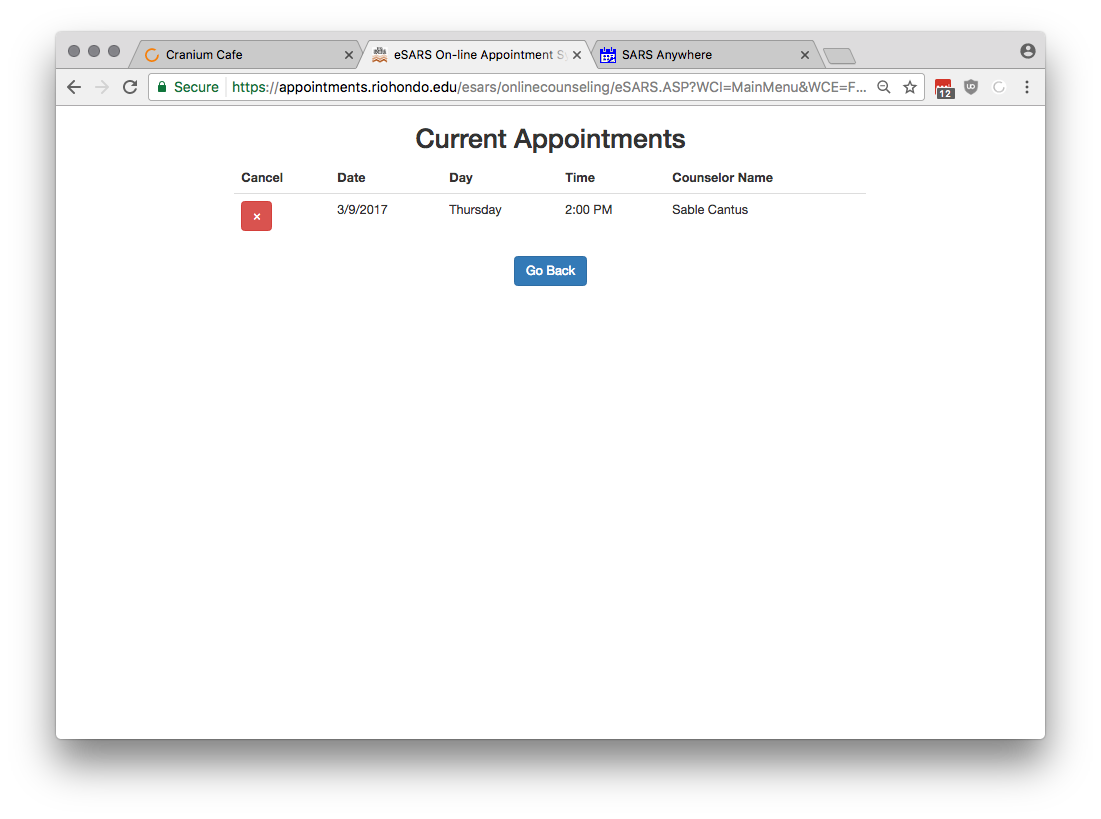 Cranium Cafe
eSARS On-line Appointment S
SARS Anywhere
Secure https://appointments.riohondo.edu/esars/onlinecounseling/eSARS.ASP?WCI=MainMenu&WCE=F...
12
Current Appointments
Cancel Date Day Time Counselor Name
× 3/9/2017 Thursday 2:00 PM Sable Cantus
Go Back